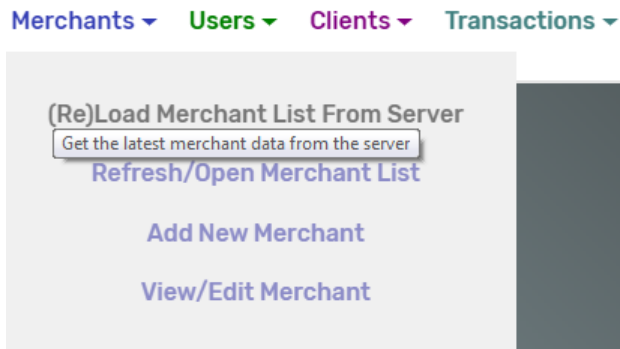 Merchants Users Clients Transactions
(Re)Load Merchant List From Server
Get the latest merchant data from the server
Refresh/Open Merchant List
Add New Merchant
View/Edit Merchant